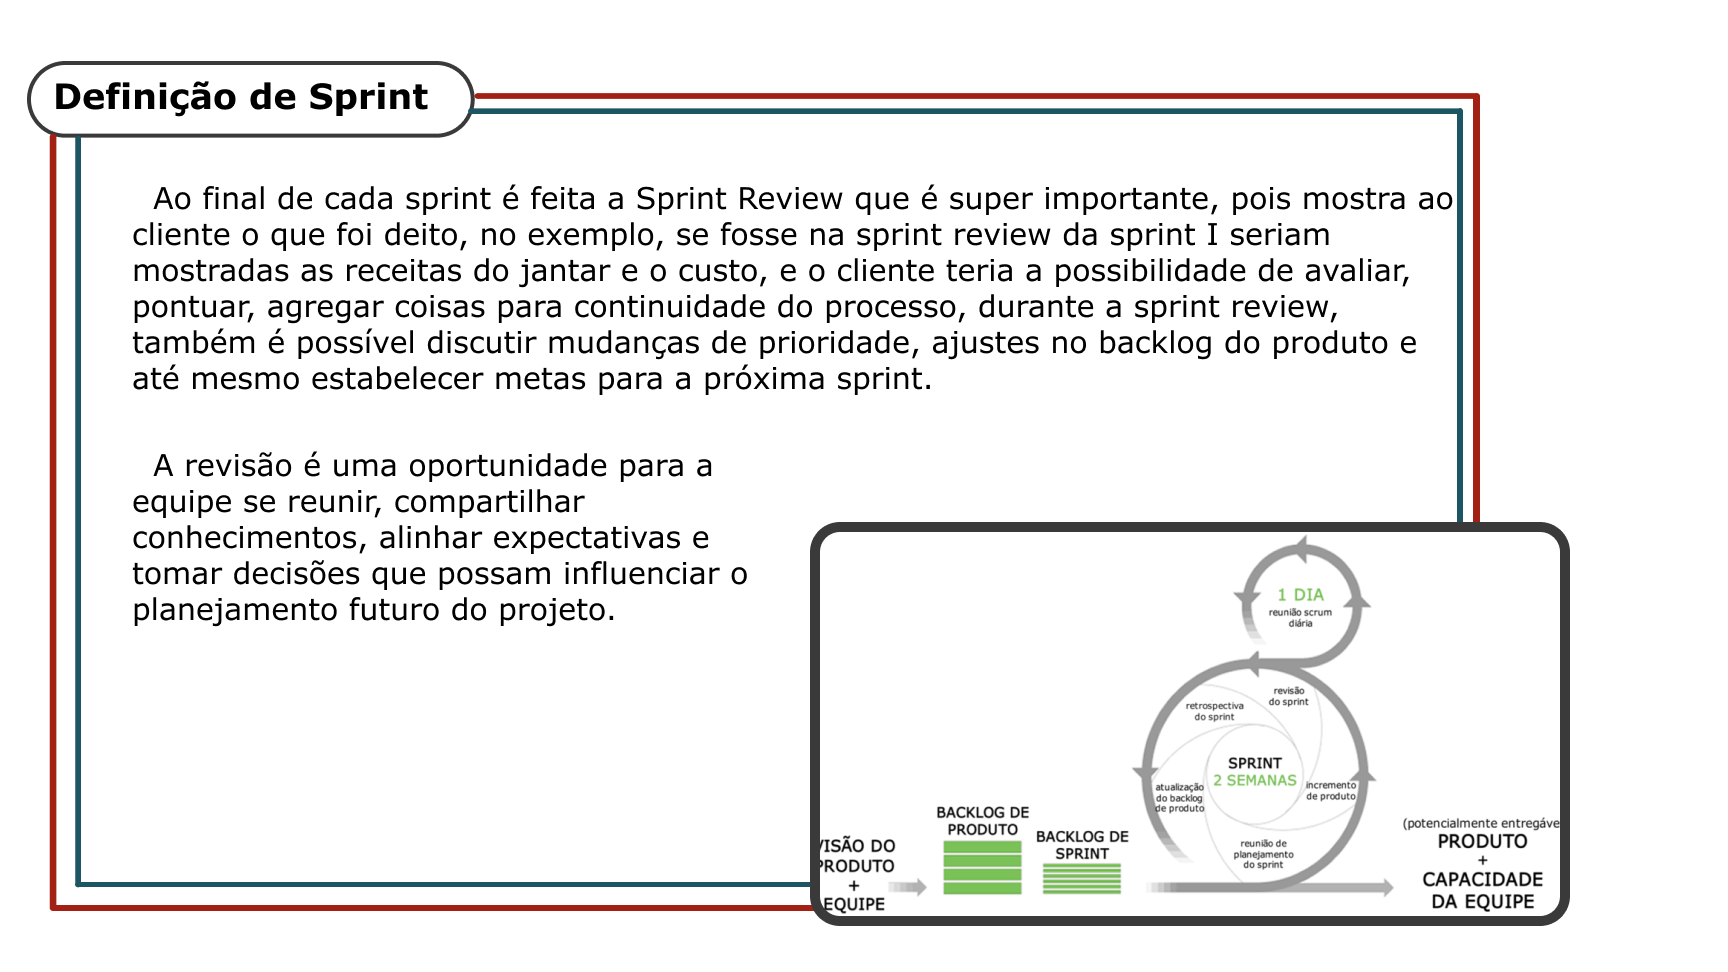 Definição de Sprint
Ao final de cada sprint é feita a Sprint Review que é super importante, pois mostra ao
cliente o que foi deito, no exemplo, se fosse na sprint review da sprint I seriam
mostradas as receitas do jantar e o custo, e o cliente teria a possibilidade de avaliar,
pontuar, agregar coisas para continuidade do processo, durante a sprint review,
também é possível discutir mudanças de prioridade, ajustes no backlog do produto e
até mesmo estabelecer metas para a próxima sprint.
A revisão é uma oportunidade para a
equipe se reunir, compartilhar
conhecimentos, alinhar expectativas e
tomar decisões que possam influenciar o
planejamento futuro do projeto.
1 DIA
reunião scrum
diária
revisão
do sprint
retrospectiva
do sprint
SPRINT
2 SEMANAS
atualização
do backlog
de produto
incremento
de produto
reunião de
planejamento
do sprint
VISÃO DO
PRODUTO
+
EQUIPE
BACKLOG DE
PRODUTO
BACKLOG DE
SPRINT
(potencialmente entregáve
PRODUTO
+
CAPACIDADE
DA EQUIPE